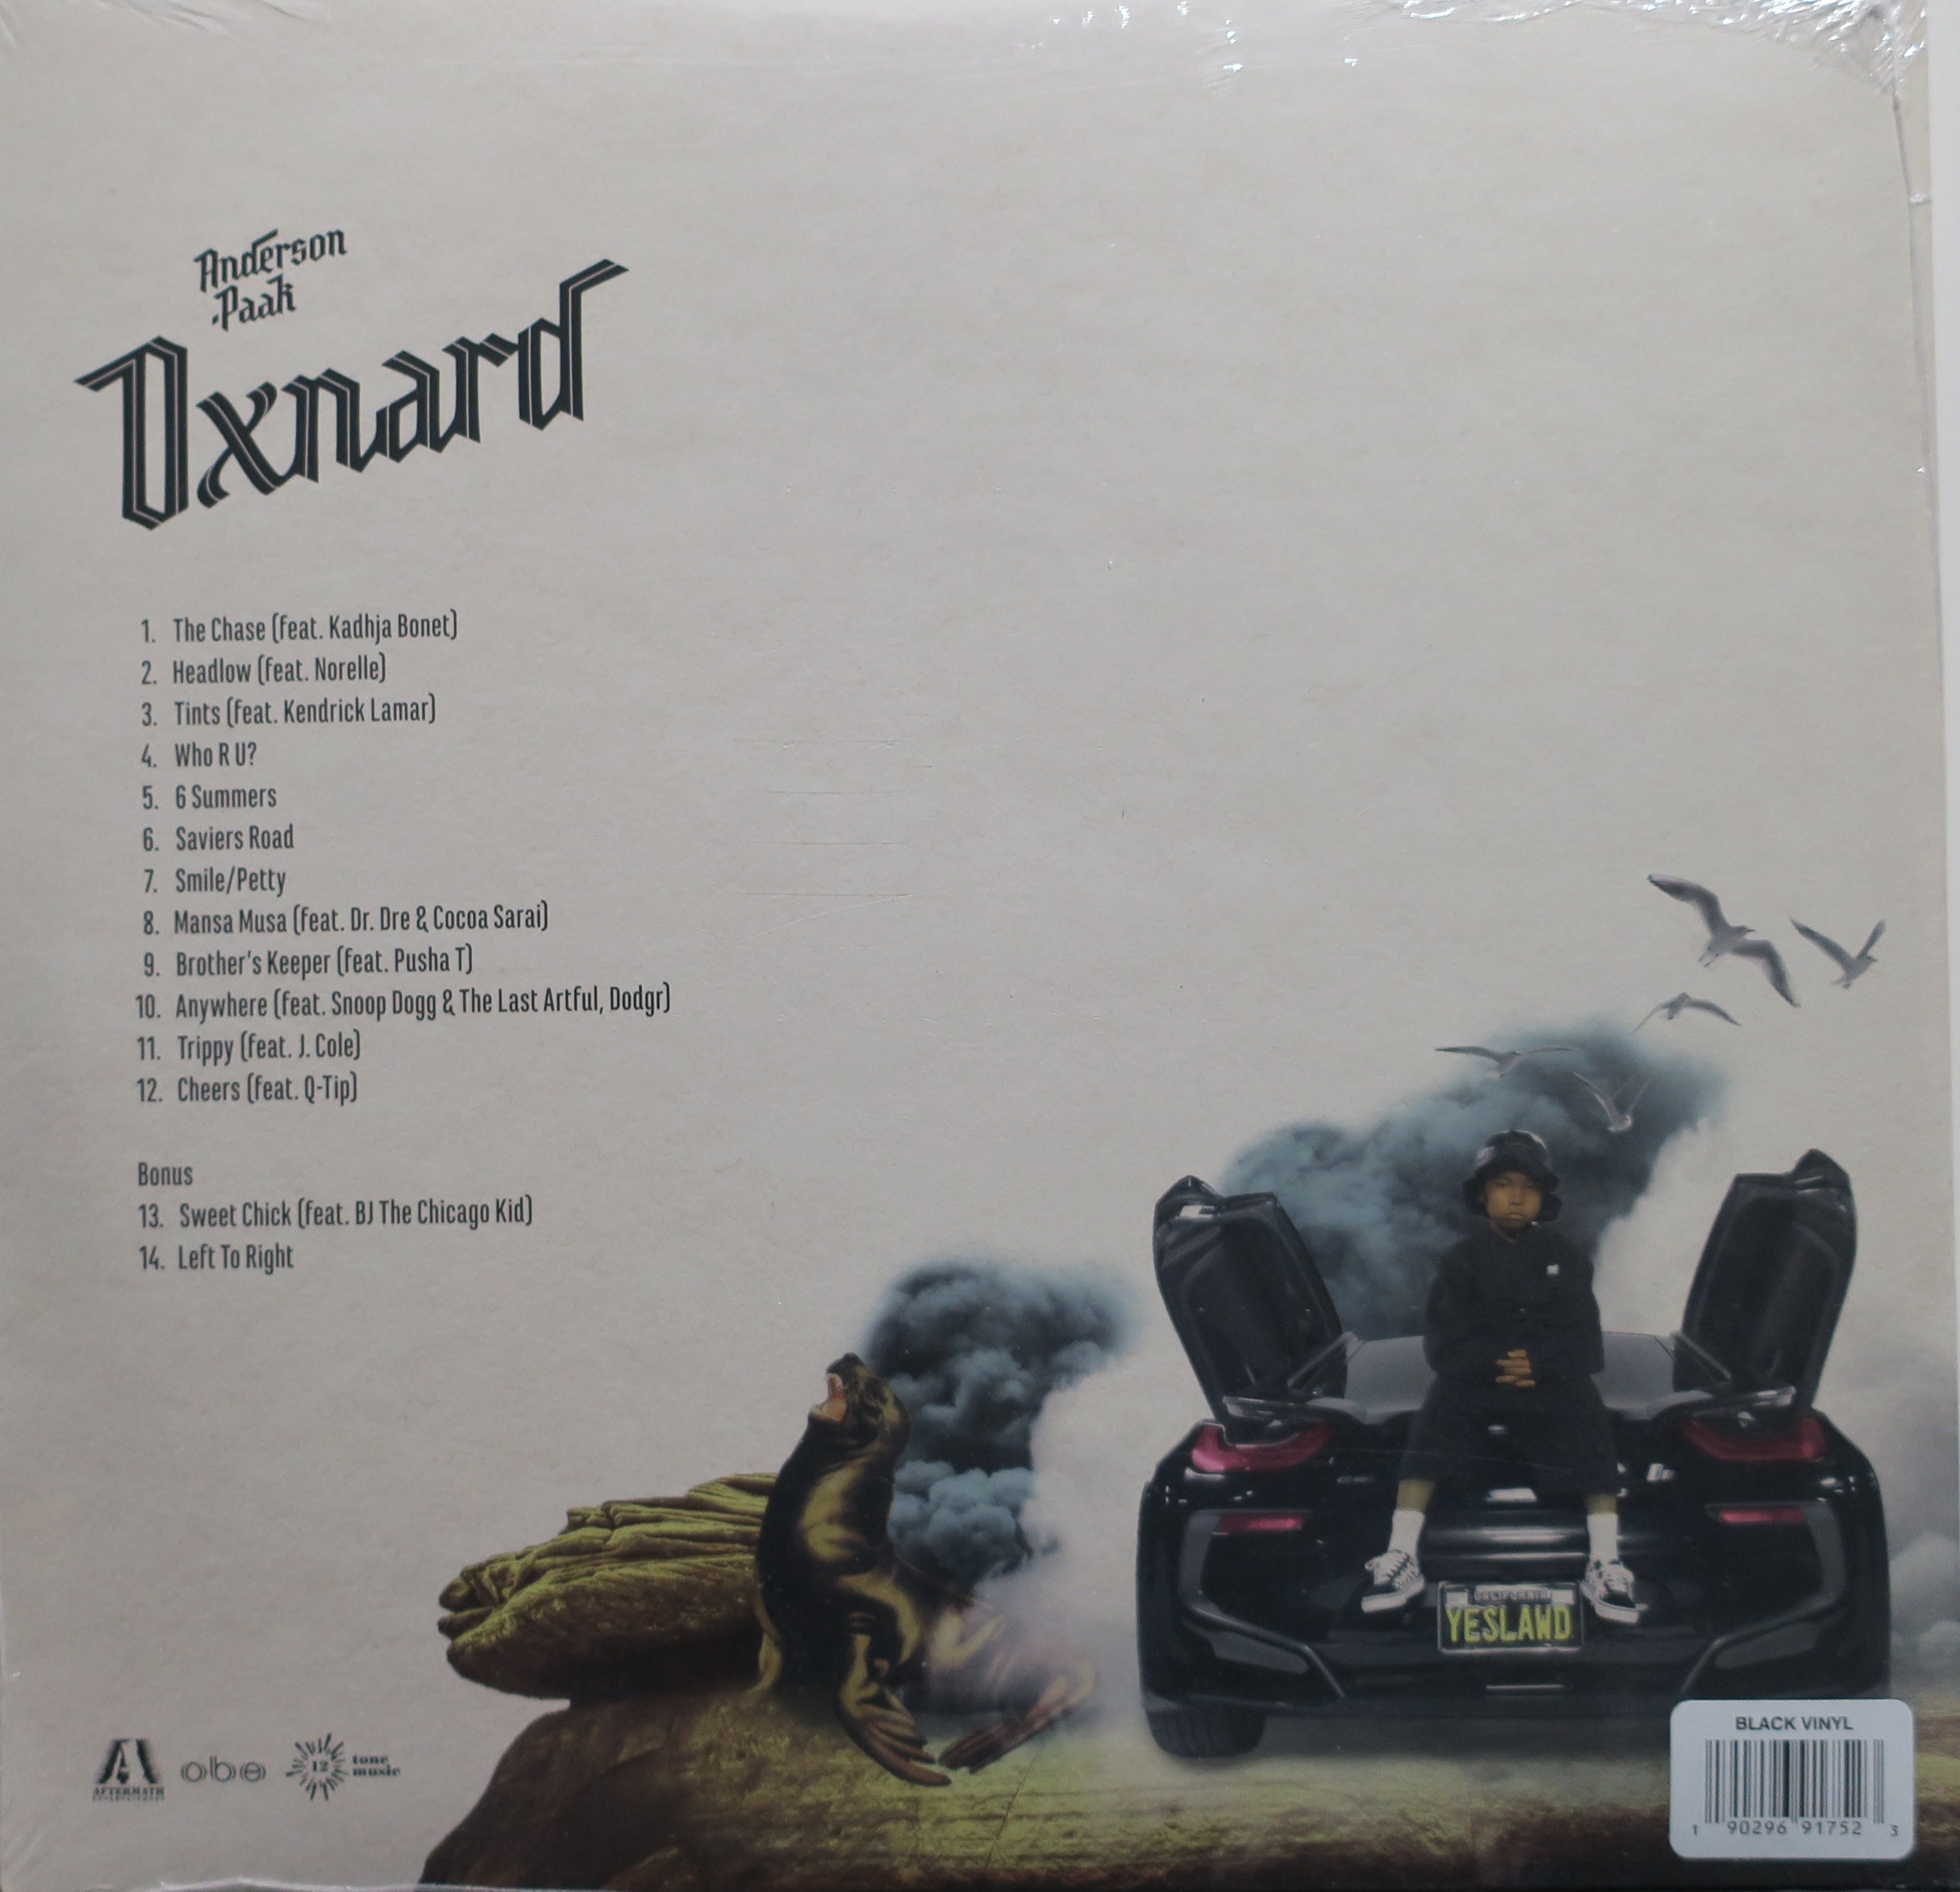 Anderson
.Paak
Oxnard
1. The Chase (feat. Kadhja Bonet)
2. Headlow (feat. Norelle)
3. Tints (feat. Kendrick Lamar)
4. Who R U?
5. 6 Summers
6. Saviers Road
7. Smile/Petty
8. Mansa Musa (feat. Dr. Dre & Cocoa Sarai)
9. Brother's Keeper (feat. Pusha T)
10. Anywhere (feat. Snoop Dogg & The Last Artful, Dodgr)
11. Trippy (feat. J. Cole)
12. Cheers (feat. Q-Tip)
Bonus
13. Sweet Chick (feat. BJ The Chicago Kid)
14. Left To Right
CALIFORNIA
YESLAWD
A
AFTERMATH
ENTERTAINMENT
obe
12
tone
music
BLACK VINYL
1 90296 91752 3